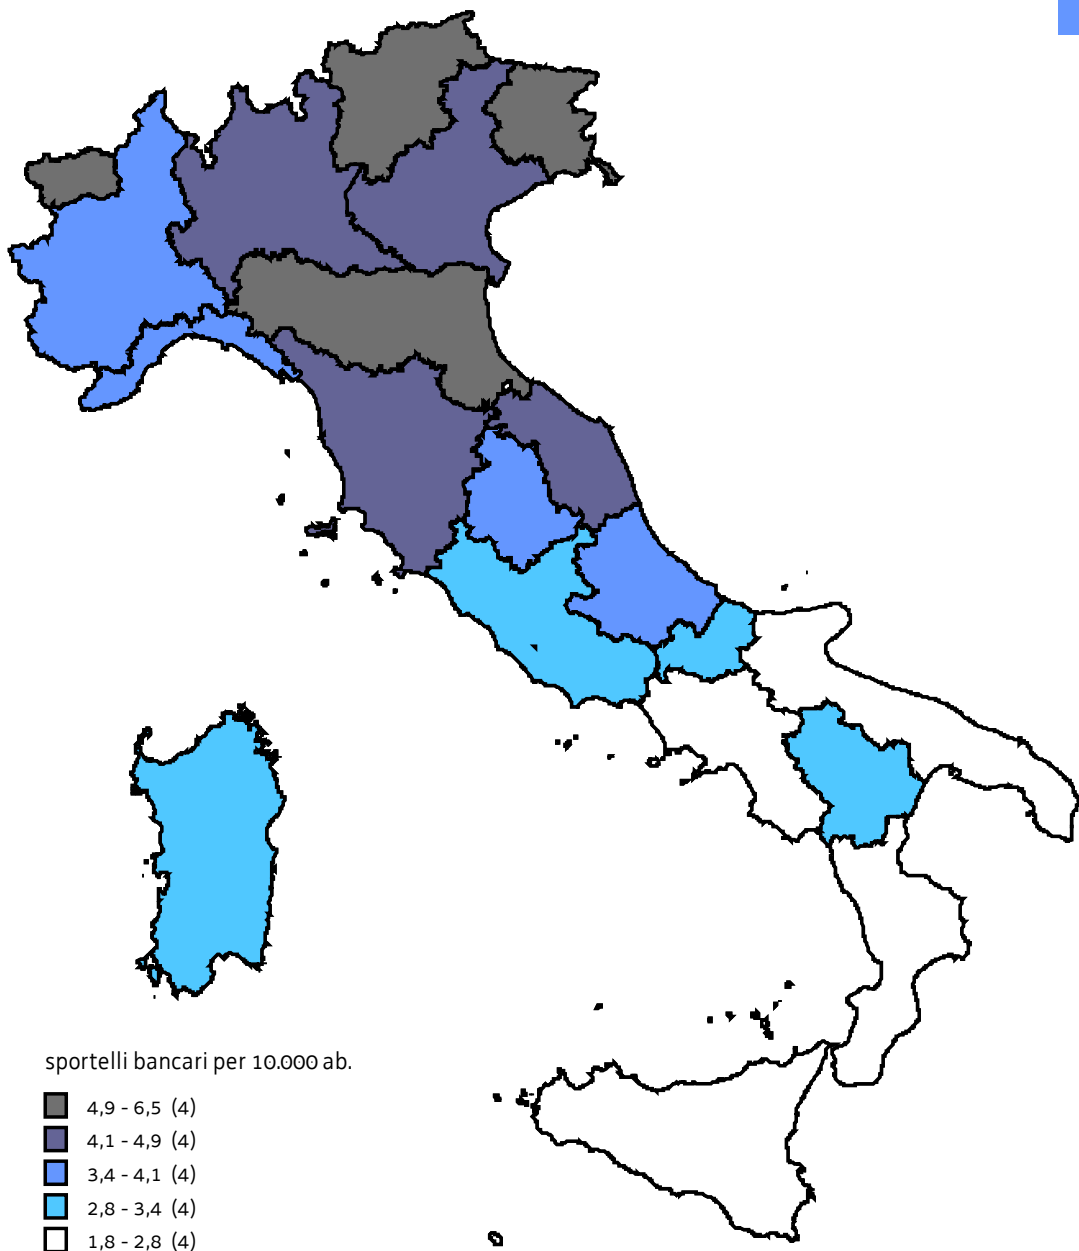 sportelli bancari per 10.000 ab.
4,9 - 6,5 (4)
4,1 - 4,9 (4)
3,4 - 4,1 (4)
2,8 - 3,4 (4)
1,8 - 2,8 (4)